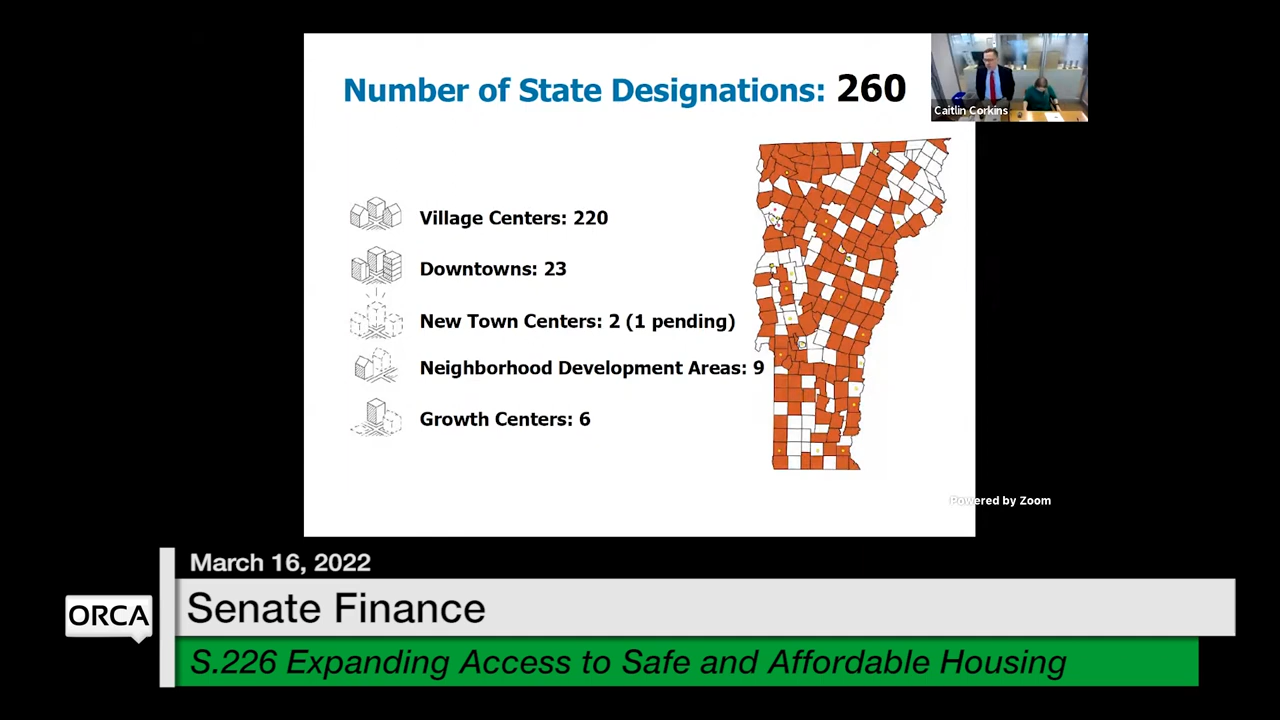 Number of State Designations: 260
Caitlin Corkins
Village Centers: 220
Downtowns: 23
New Town Centers: 2 (1 pending)
Neighborhood Development Areas: 9
Growth Centers: 6
Powered by Zoom
March 16, 2022
ORCA
Senate Finance
S.226 Expanding Access to Safe and Affordable Housing